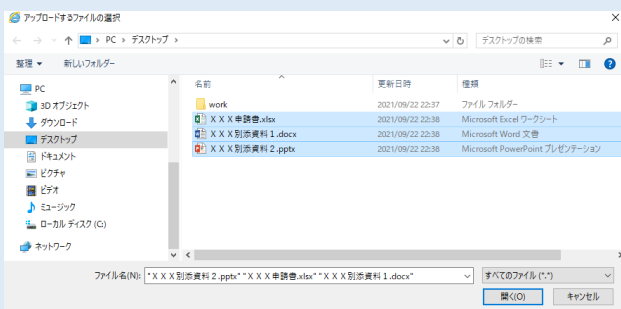 アップロードするファイルの選択
PC > デスクトップ >
デスクトップの検索
整理 新しいフォルダー
名前 更新日時 種類
PC
3D オブジェクト
ダウンロード
デスクトップ
ドキュメント
ピクチャ
ビデオ
ミュージック
ローカル ディスク (C:)
ネットワーク
work 2021/09/22 22:37 ファイル フォルダー
ＸＸＸ申請書.xlsx 2021/09/22 22:38 Microsoft Excel ワークシート
ＸＸＸ別添資料１.docx 2021/09/22 22:38 Microsoft Word 文書
ＸＸＸ別添資料２.pptx 2021/09/22 22:38 Microsoft PowerPoint プレゼンテーション
ファイル名(N): "ＸＸＸ別添資料２.pptx" "ＸＸＸ申請書.xlsx" "ＸＸＸ別添資料１.docx" すべてのファイル (*.*)
開く(O) キャンセル